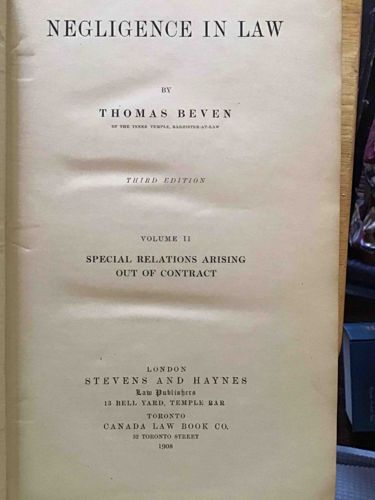 NEGLIGENCE IN LAW
BY
THOMAS BEVEN
OF THE INNER TEMPLE, BARRISTER-AT-LAW
THIRD EDITION
VOLUME II
SPECIAL RELATIONS ARISING
OUT OF CONTRACT
LONDON
STEVENS AND HAYNES
Law Publishers
13 BELL YARD, TEMPLE BAR
TORONTO
CANADA LAW BOOK CO.
32 TORONTO STREET
1908